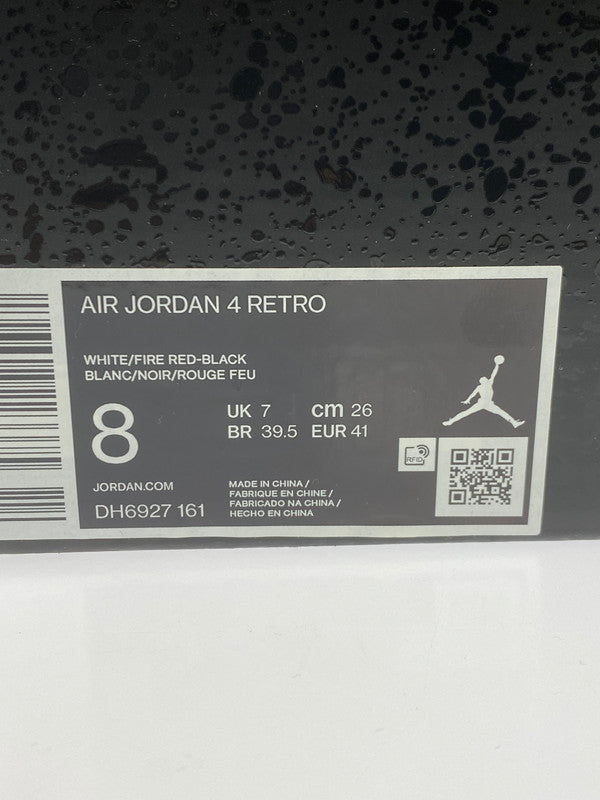 AIR JORDAN 4 RETRO
WHITE/FIRE RED-BLACK
BLANC/NOIR/ROUGE FEU
8
UK 7 cm 26
BR 39.5 EUR 41
RFID
JORDAN.COM
DH6927 161
MADE IN CHINA /
FABRIQUE EN CHINE /
FABRICADO NA CHINA /
HECHO EN CHINA